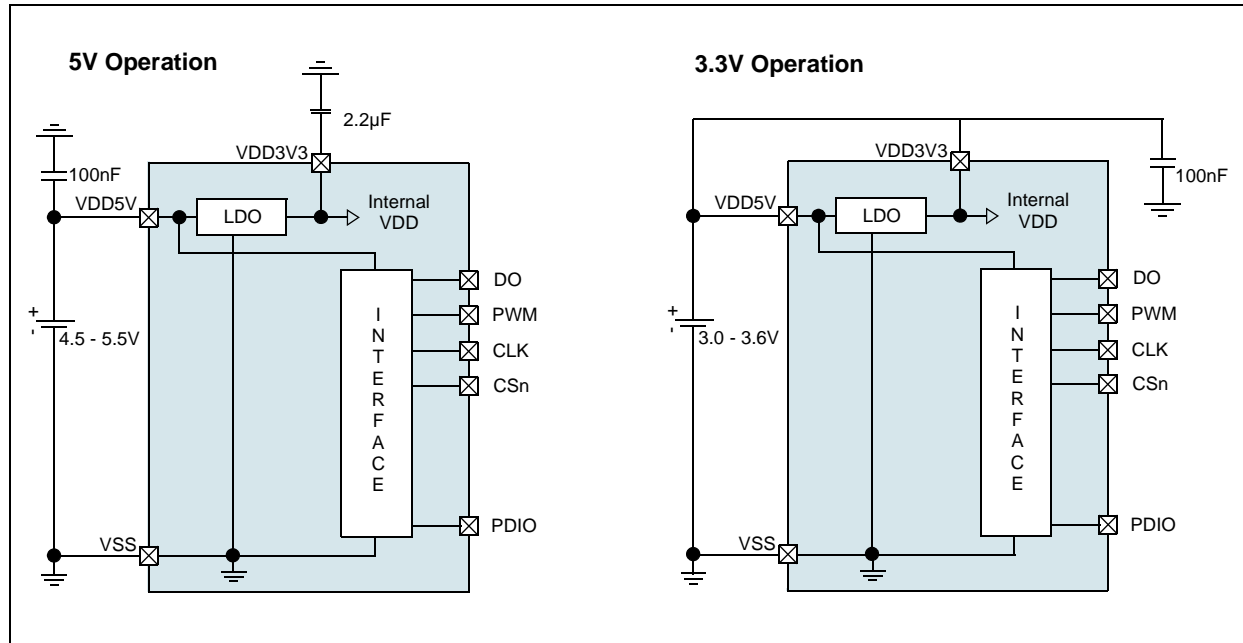 5V Operation
2.2µF
VDD3V3
100nF
VDD5V
LDO
Internal
VDD
DO
PWM
CLK
CSn
+
-
4.5 - 5.5V
INTERFACE
PDIO
VSS
3.3V Operation
VDD3V3
100nF
VDD5V
LDO
Internal
VDD
DO
PWM
CLK
CSn
+
-
3.0 - 3.6V
INTERFACE
PDIO
VSS